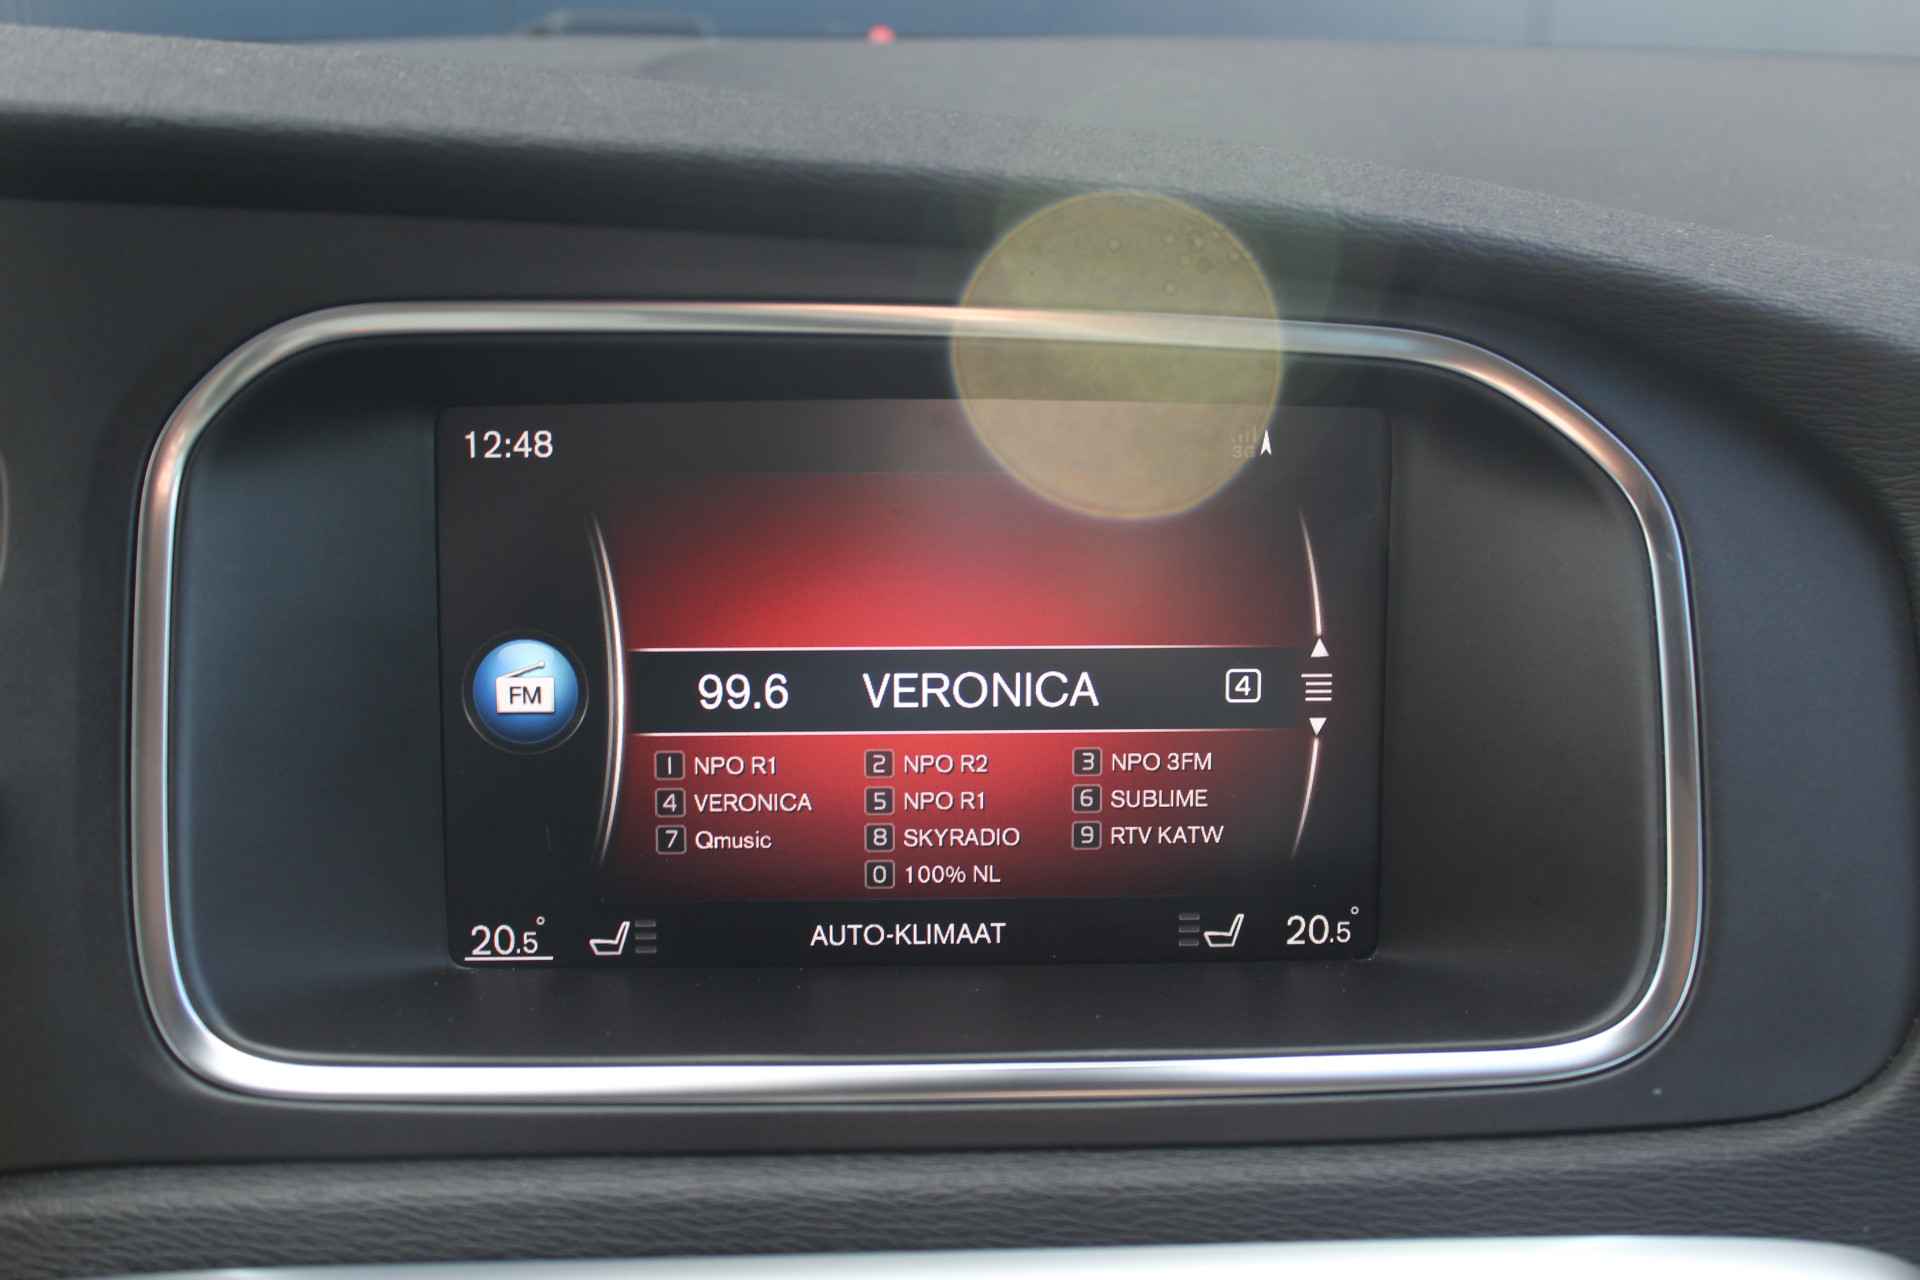 12:48 3G
FM 99.6 VERONICA 4
1 NPO R1 2 NPO R2 3 NPO 3FM
4 VERONICA 5 NPO R1 6 SUBLIME
7 Qmusic 8 SKYRADIO 9 RTV KATW
0 100% NL
20.5° AUTO-KLIMAAT 20.5°